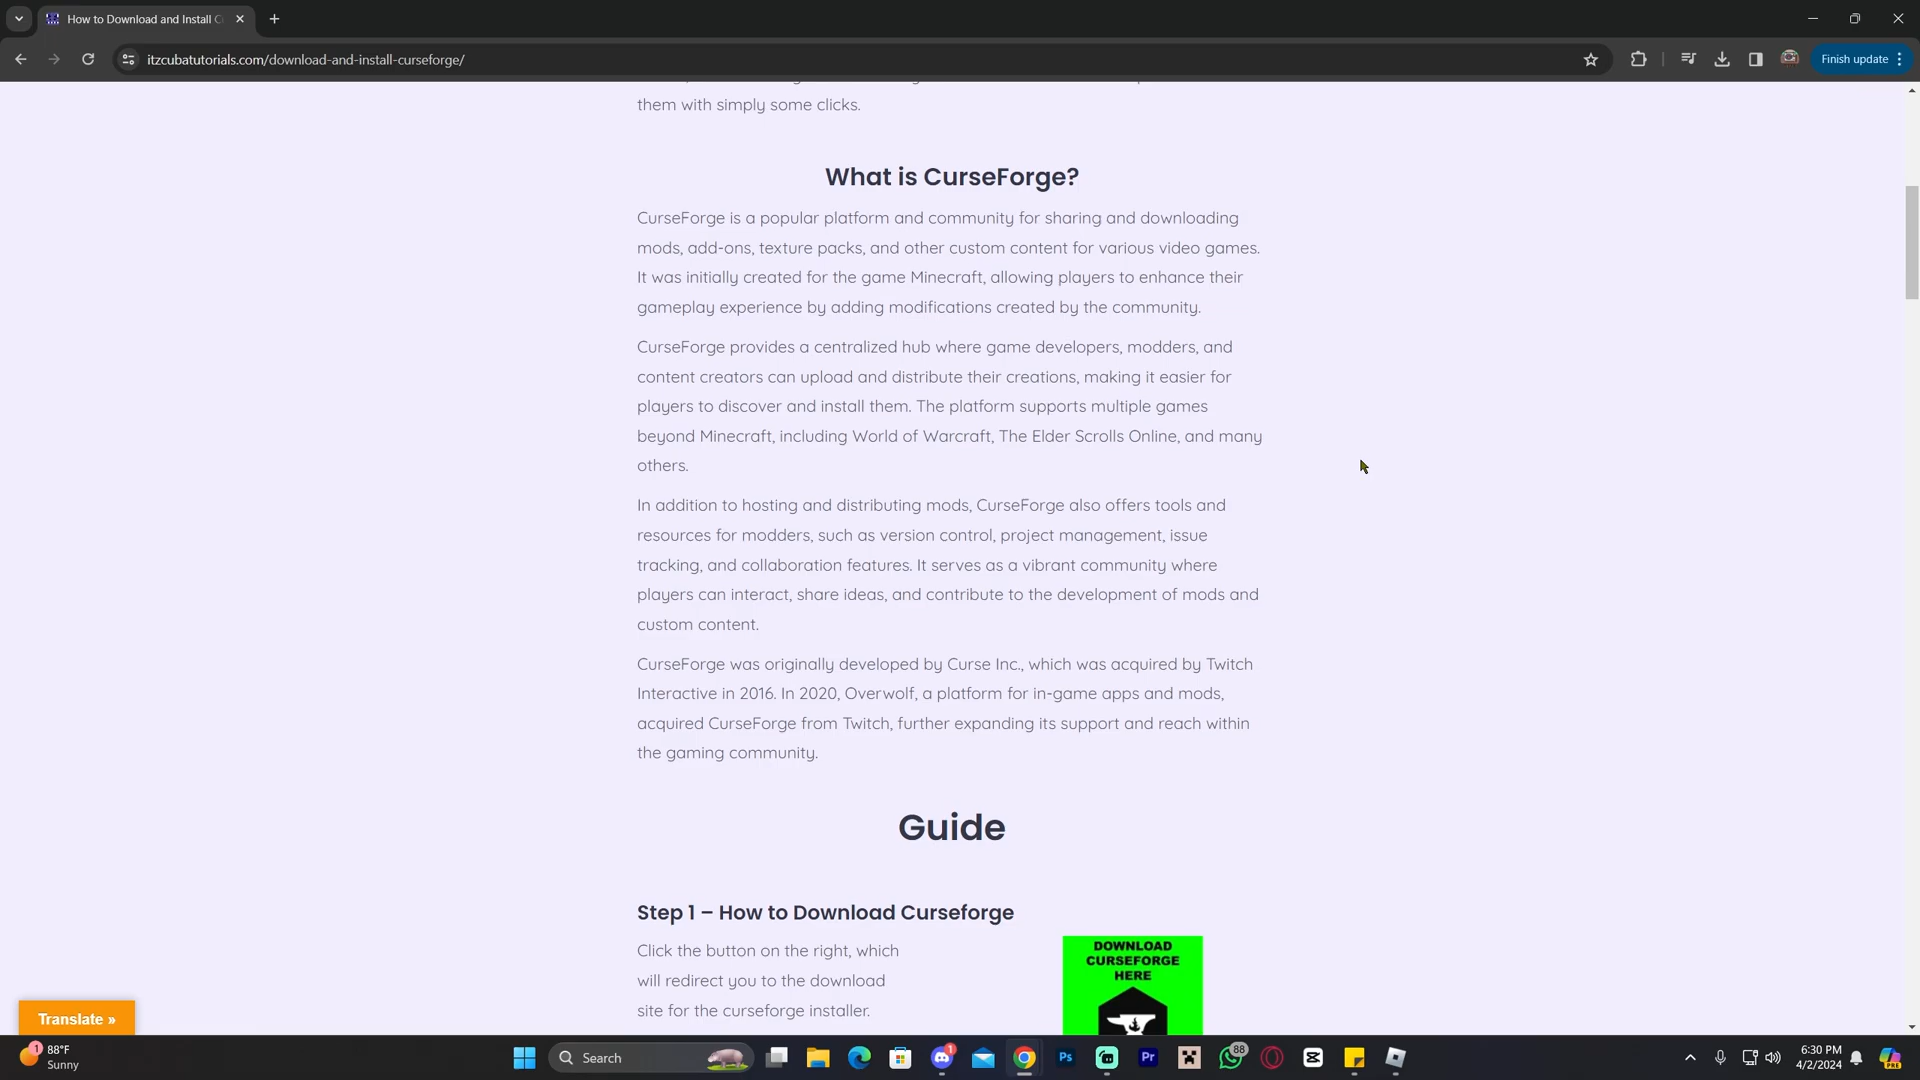 How to Download and Install C
itzcubatutorials.com/download-and-install-curseforge/
Finish update
them with simply some clicks.
What is CurseForge?
CurseForge is a popular platform and community for sharing and downloading
mods, add-ons, texture packs, and other custom content for various video games.
It was initially created for the game Minecraft, allowing players to enhance their
gameplay experience by adding modifications created by the community.
CurseForge provides a centralized hub where game developers, modders, and
content creators can upload and distribute their creations, making it easier for
players to discover and install them. The platform supports multiple games
beyond Minecraft, including World of Warcraft, The Elder Scrolls Online, and many
others.
In addition to hosting and distributing mods, CurseForge also offers tools and
resources for modders, such as version control, project management, issue
tracking, and collaboration features. It serves as a vibrant community where
players can interact, share ideas, and contribute to the development of mods and
custom content.
CurseForge was originally developed by Curse Inc., which was acquired by Twitch
Interactive in 2016. In 2020, Overwolf, a platform for in-game apps and mods,
acquired CurseForge from Twitch, further expanding its support and reach within
the gaming community.
Guide
Step 1 – How to Download Curseforge
Click the button on the right, which
will redirect you to the download
site for the curseforge installer.
DOWNLOAD
CURSEFORGE
HERE
Translate »
1
88°F
Sunny
Search
1
Ps
Pr
88
6:30 PM
4/2/2024
PRE